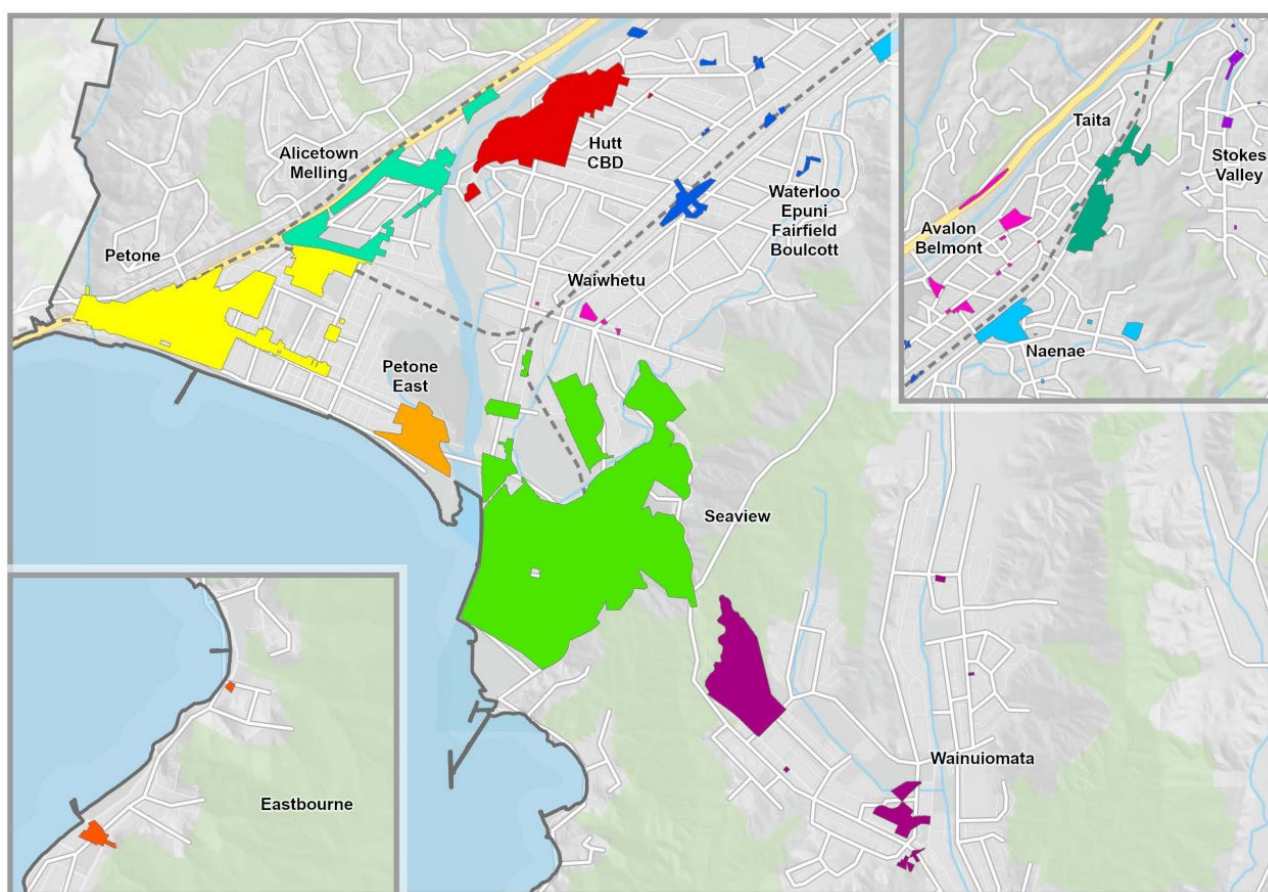 Alicetown
Melling
Hutt
CBD
Petone
Waterloo
Epuni
Fairfield
Boulcott
Waiwhetu
Petone
East
Seaview
Wainuiomata
Eastbourne
Taita
Stokes
Valley
Avalon
Belmont
Naenae